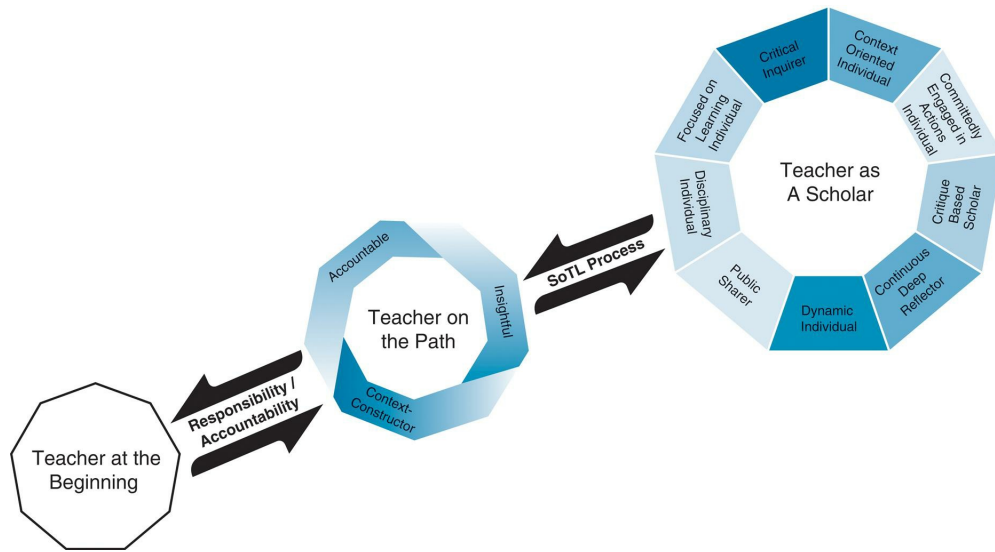 Critical
Inquirer
Context
Oriented
Individual
Committedly
Engaged in
Actions
Individual
Critique
Based
Scholar
Continuous
Deep
Reflector
Dynamic
Individual
Public
Sharer
Disciplinary
Individual
Focused on
Learning
Individual
Teacher as
A Scholar
SoTL Process
Accountable
Insightful
Context-
Constructor
Teacher on
the Path
Responsibility /
Accountability
Teacher at the
Beginning